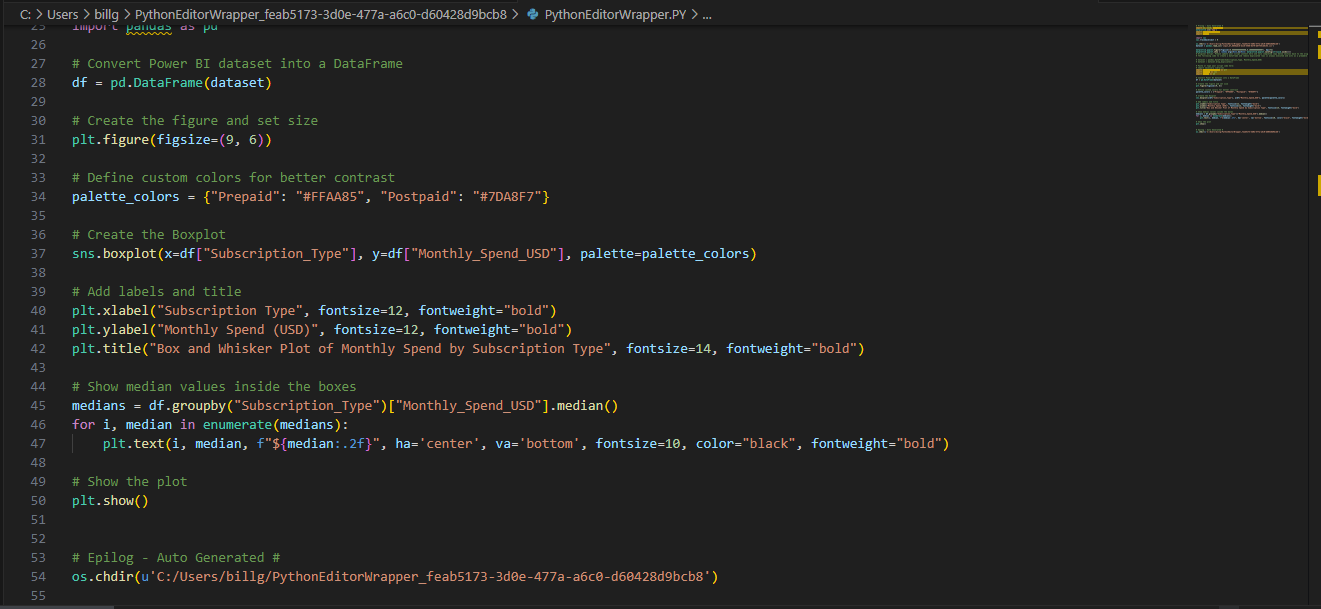 C: > Users > billg > PythonEditorWrapper_feab5173-3d0e-477a-a6c0-d60428d9bcb8 > PythonEditorWrapper.PY > ...
25 import pandas as pd
26
27 # Convert Power BI dataset into a DataFrame
28 df = pd.DataFrame(dataset)
29
30 # Create the figure and set size
31 plt.figure(figsize=(9, 6))
32
33 # Define custom colors for better contrast
34 palette_colors = {"Prepaid": "#FFAA85", "Postpaid": "#7DA8F7"}
35
36 # Create the Boxplot
37 sns.boxplot(x=df["Subscription_Type"], y=df["Monthly_Spend_USD"], palette=palette_colors)
38
39 # Add labels and title
40 plt.xlabel("Subscription Type", fontsize=12, fontweight="bold")
41 plt.ylabel("Monthly Spend (USD)", fontsize=12, fontweight="bold")
42 plt.title("Box and Whisker Plot of Monthly Spend by Subscription Type", fontsize=14, fontweight="bold")
43
44 # Show median values inside the boxes
45 medians = df.groupby("Subscription_Type")["Monthly_Spend_USD"].median()
46 for i, median in enumerate(medians):
47     plt.text(i, median, f"${median:.2f}", ha='center', va='bottom', fontsize=10, color="black", fontweight="bold")
48
49 # Show the plot
50 plt.show()
51
52
53 # Epilog - Auto Generated #
54 os.chdir(u'C:/Users/billg/PythonEditorWrapper_feab5173-3d0e-477a-a6c0-d60428d9bcb8')
55